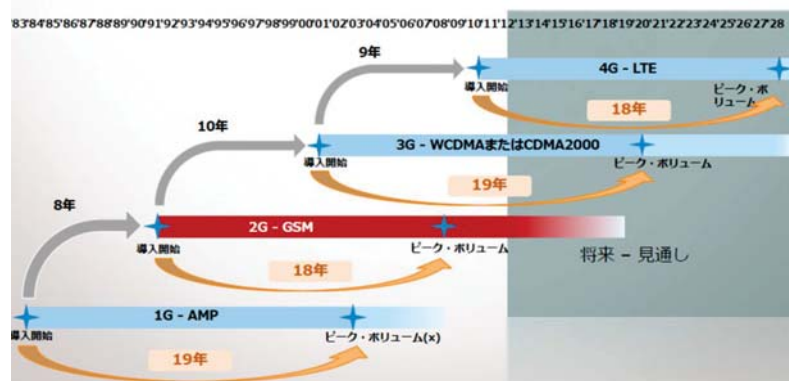 '83'84'85'86'87'88'89'90'91'92'93'94'95'96'97'98'99'00'01'02'03'04'05'06'07'08'09'10'11'12'13'14'15'16'17'18'19'20'21'22'23'24'25'26'27'28
9年
4G - LTE
導入開始
ピーク・ボ
リューム
18年
10年
3G - WCDMAまたはCDMA2000
導入開始
ピーク・ボリューム
19年
8年
2G - GSM
導入開始
ピーク・ボリューム
将来 – 見通し
18年
1G - AMP
導入開始
ピーク・ボリューム(x)
19年